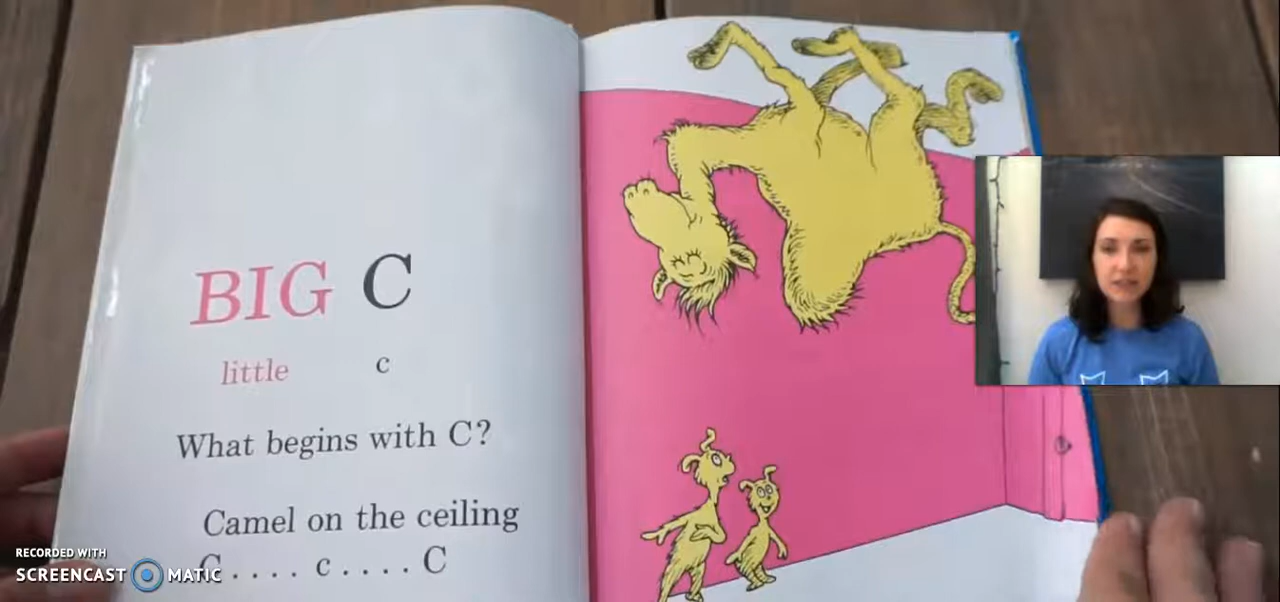 BIG C
little c
What begins with C?
Camel on the ceiling
C....c....C
RECORDED WITH
SCREENCAST MATIC